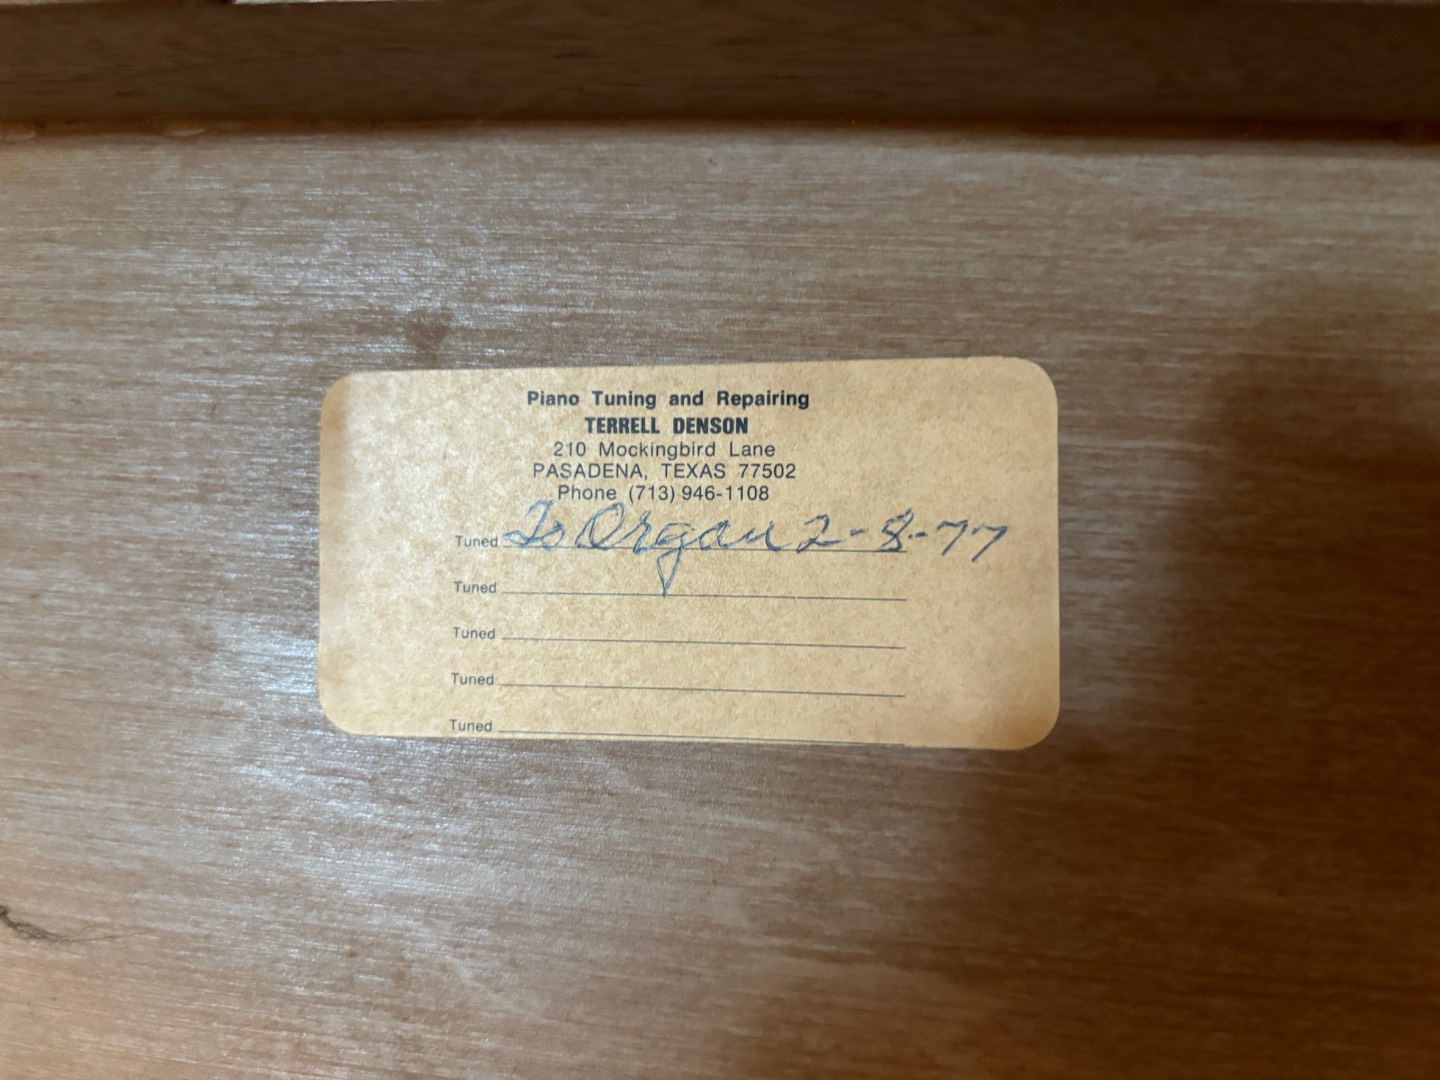 Piano Tuning and Repairing
TERRELL DENSON
210 Mockingbird Lane
PASADENA, TEXAS 77502
Phone (713) 946-1108
Tuned To Organ 2-8-77
Tuned
Tuned
Tuned
Tuned